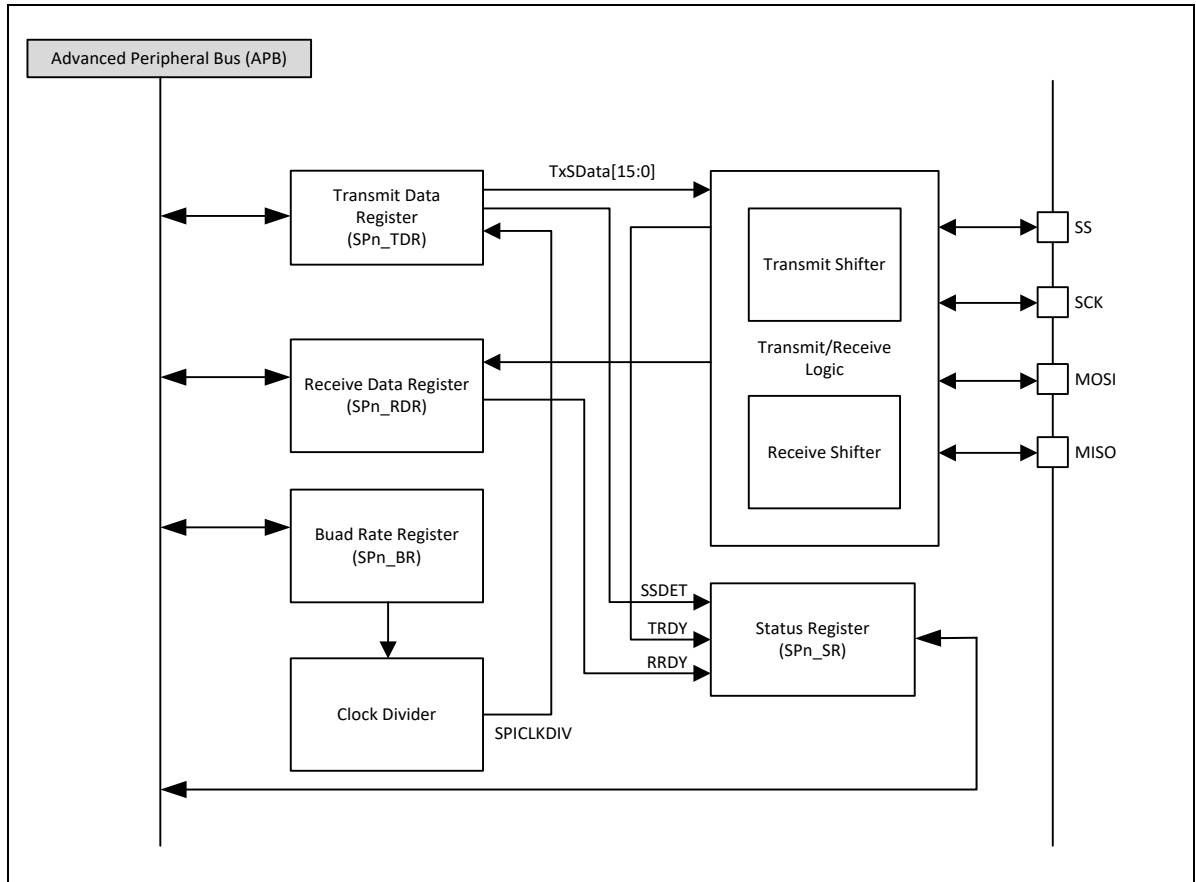 Advanced Peripheral Bus (APB)
TxSData[15:0]
Transmit Data
Register
(SPn_TDR)
SS
Transmit Shifter
SCK
Transmit/Receive
Logic
Receive Data Register
(SPn_RDR)
MOSI
Receive Shifter
MISO
Buad Rate Register
(SPn_BR)
SSDET
TRDY
RRDY
Status Register
(SPn_SR)
Clock Divider
SPICLKDIV